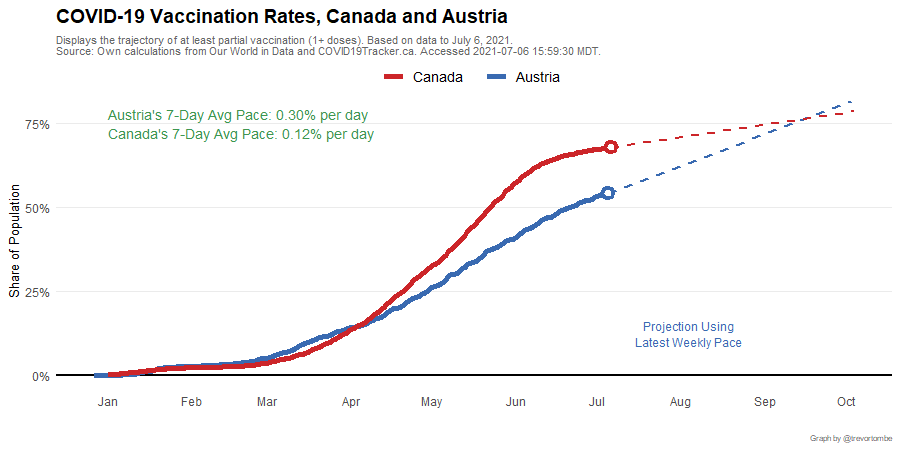 COVID-19 Vaccination Rates, Canada and Austria
Displays the trajectory of at least partial vaccination (1+ doses). Based on data to July 6, 2021.
Source: Own calculations from Our World in Data and COVID19Tracker.ca. Accessed 2021-07-06 15:59:30 MDT.
Canada Austria
Austria's 7-Day Avg Pace: 0.30% per day
Canada's 7-Day Avg Pace: 0.12% per day
Share of Population
75%
50%
25%
0%
Projection Using
Latest Weekly Pace
Jan Feb Mar Apr May Jun Jul Aug Sep Oct
Graph by @trevortombe